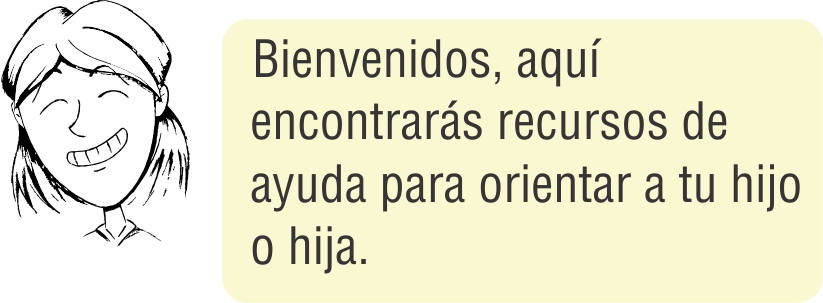 Bienvenidos, aquí
encontrarás recursos de
ayuda para orientar a tu hijo
o hija.